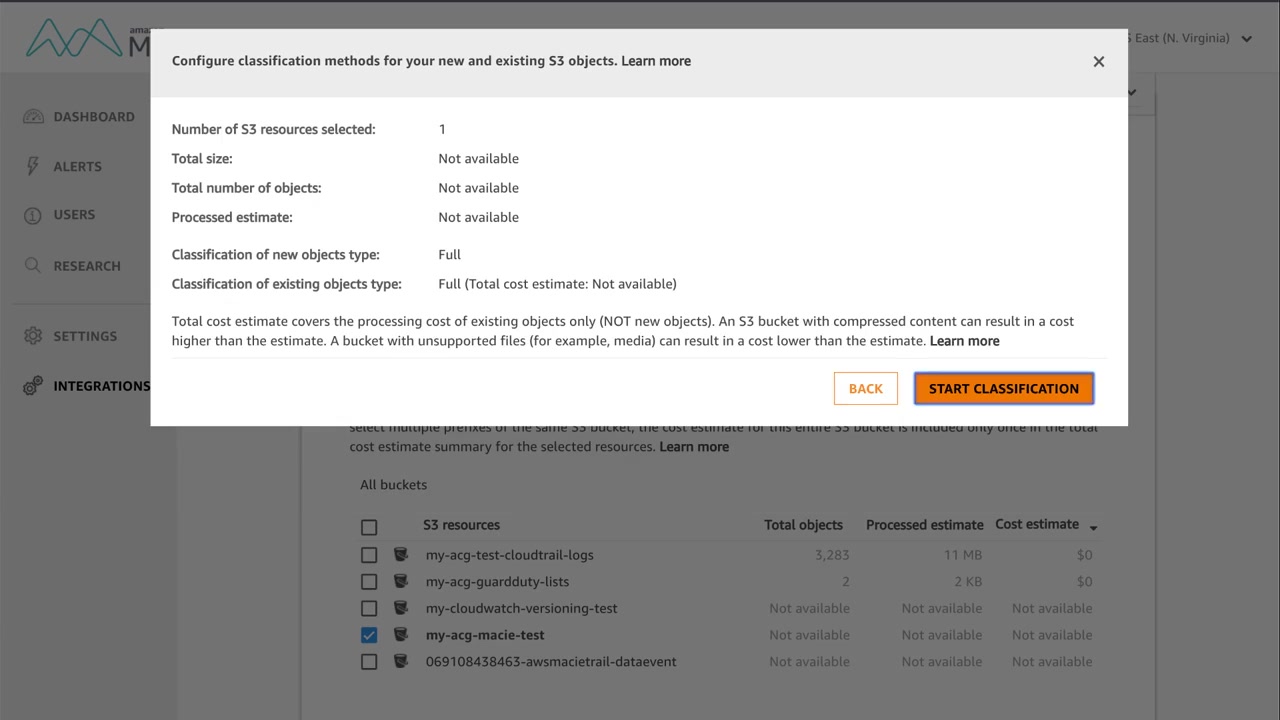 amaz
M
S East (N. Virginia)
Configure classification methods for your new and existing S3 objects. Learn more
DASHBOARD
ALERTS
USERS
RESEARCH
SETTINGS
INTEGRATIONS
Number of S3 resources selected: 1
Total size: Not available
Total number of objects: Not available
Processed estimate: Not available
Classification of new objects type: Full
Classification of existing objects type: Full (Total cost estimate: Not available)
Total cost estimate covers the processing cost of existing objects only (NOT new objects). An S3 bucket with compressed content can result in a cost
higher than the estimate. A bucket with unsupported files (for example, media) can result in a cost lower than the estimate. Learn more
BACK
START CLASSIFICATION
select multiple prefixes of the same S3 bucket, the cost estimate for this entire S3 bucket is included only once in the total
cost estimate summary for the selected resources. Learn more
All buckets
S3 resources Total objects Processed estimate Cost estimate
my-acg-test-cloudtrail-logs 3,283 11 MB $0
my-acg-guardduty-lists 2 2 KB $0
my-cloudwatch-versioning-test Not available Not available Not available
my-acg-macie-test Not available Not available Not available
069108438463-awsmacietrail-dataevent Not available Not available Not available